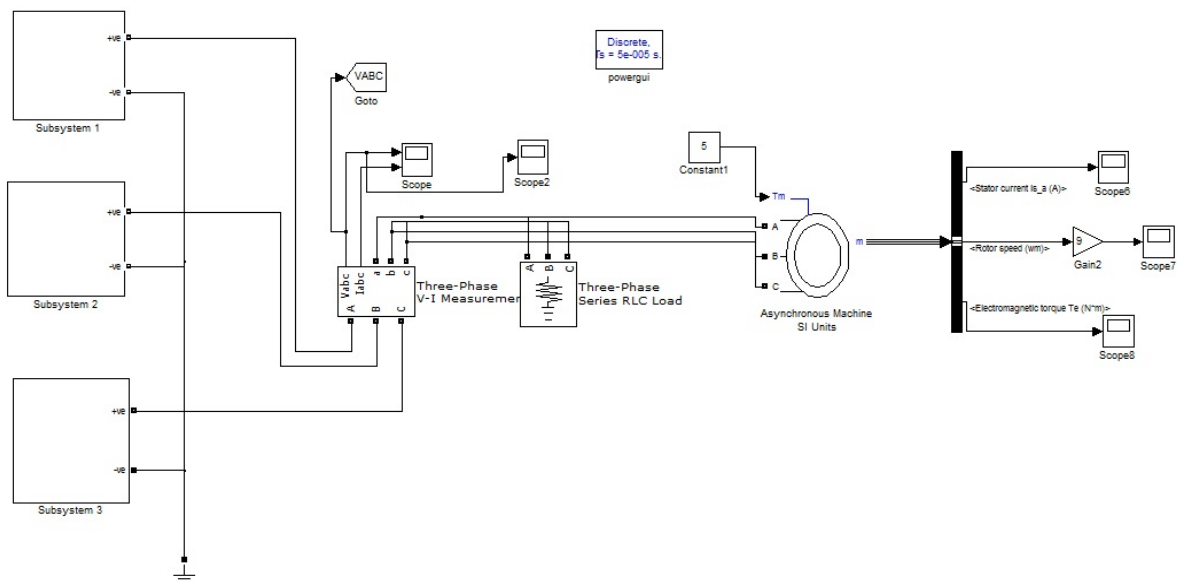 +ve
-ve
Subsystem 1
+ve
-ve
Subsystem 2
+ve
-ve
Subsystem 3
VABC
Goto
Scope
Scope2
Discrete,
Ts = 5e-005 s.
powergui
Vabc
Iabc
a
b
c
A
B
C
Three-Phase
V-I Measuremer
A
B
C
Three-Phase
Series RLC Load
5
Constant1
Tm
A
B
C
m
Asynchronous Machine
SI Units
<Stator current is_a (A)>
<Rotor speed (wm)>
<Electromagnetic torque Te (N*m)>
Scope6
9
Gain2
Scope7
Scope8